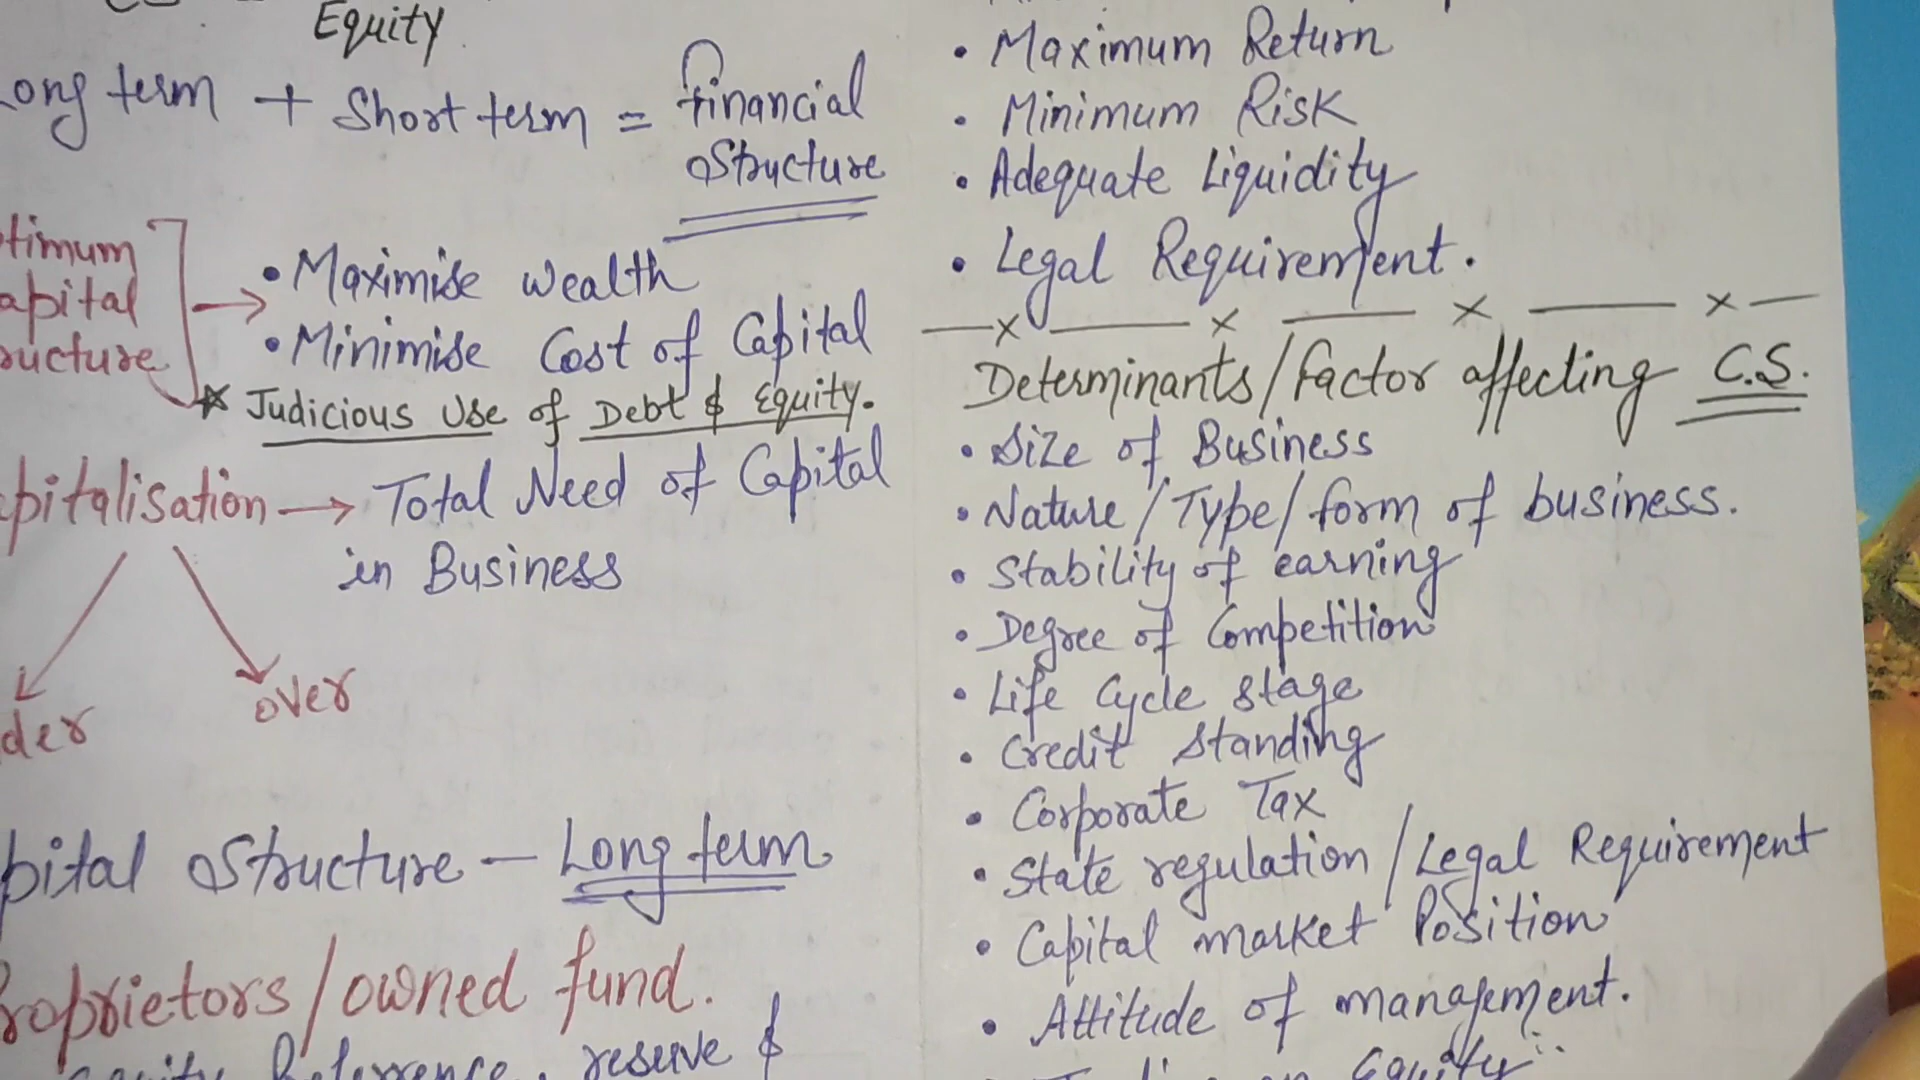 Equity
ong term + Short term = financial
Structure
timum
apital
ructure
• Maximise wealth
• Minimise Cost of Capital
* Judicious Use of Debt & Equity.
pitalisation → Total Need of Capital
in Business
der
over
pital Structure - Long term
roprietors/owned fund.
reserve &
• Maximum Return
• Minimum Risk
• Adequate Liquidity
• Legal Requirement.
—x— x — x — x —
Determinants/factor affecting C.S.
• Size of Business
• Nature/Type/form of business.
• Stability of earning
• Degree of Competition
• Life Cycle stage
• Credit Standing
• Corporate Tax
• State regulation/Legal Requirement
• Capital market Position
• Attitude of management.
on Equity